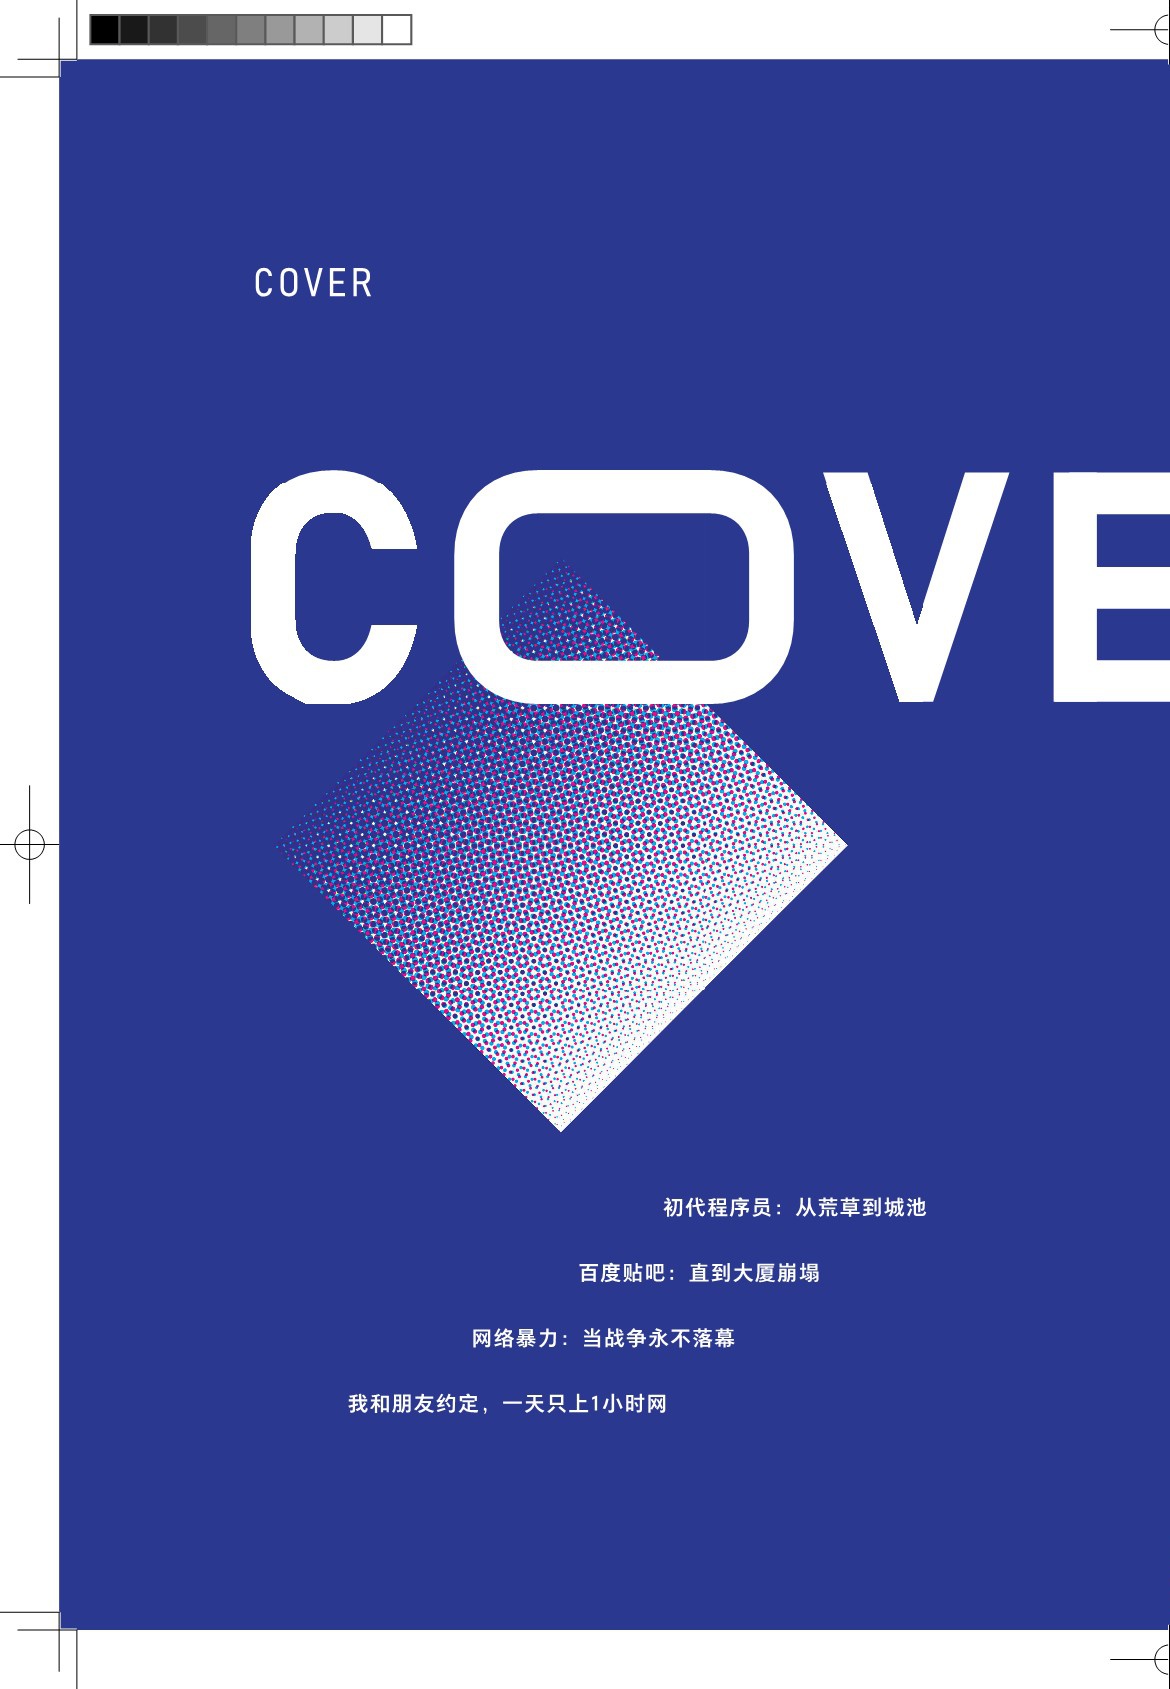 COVER
COVE
初代程序员：从荒草到城池
百度贴吧：直到大厦崩塌
网络暴力：当战争永不落幕
我和朋友约定，一天只上1小时网